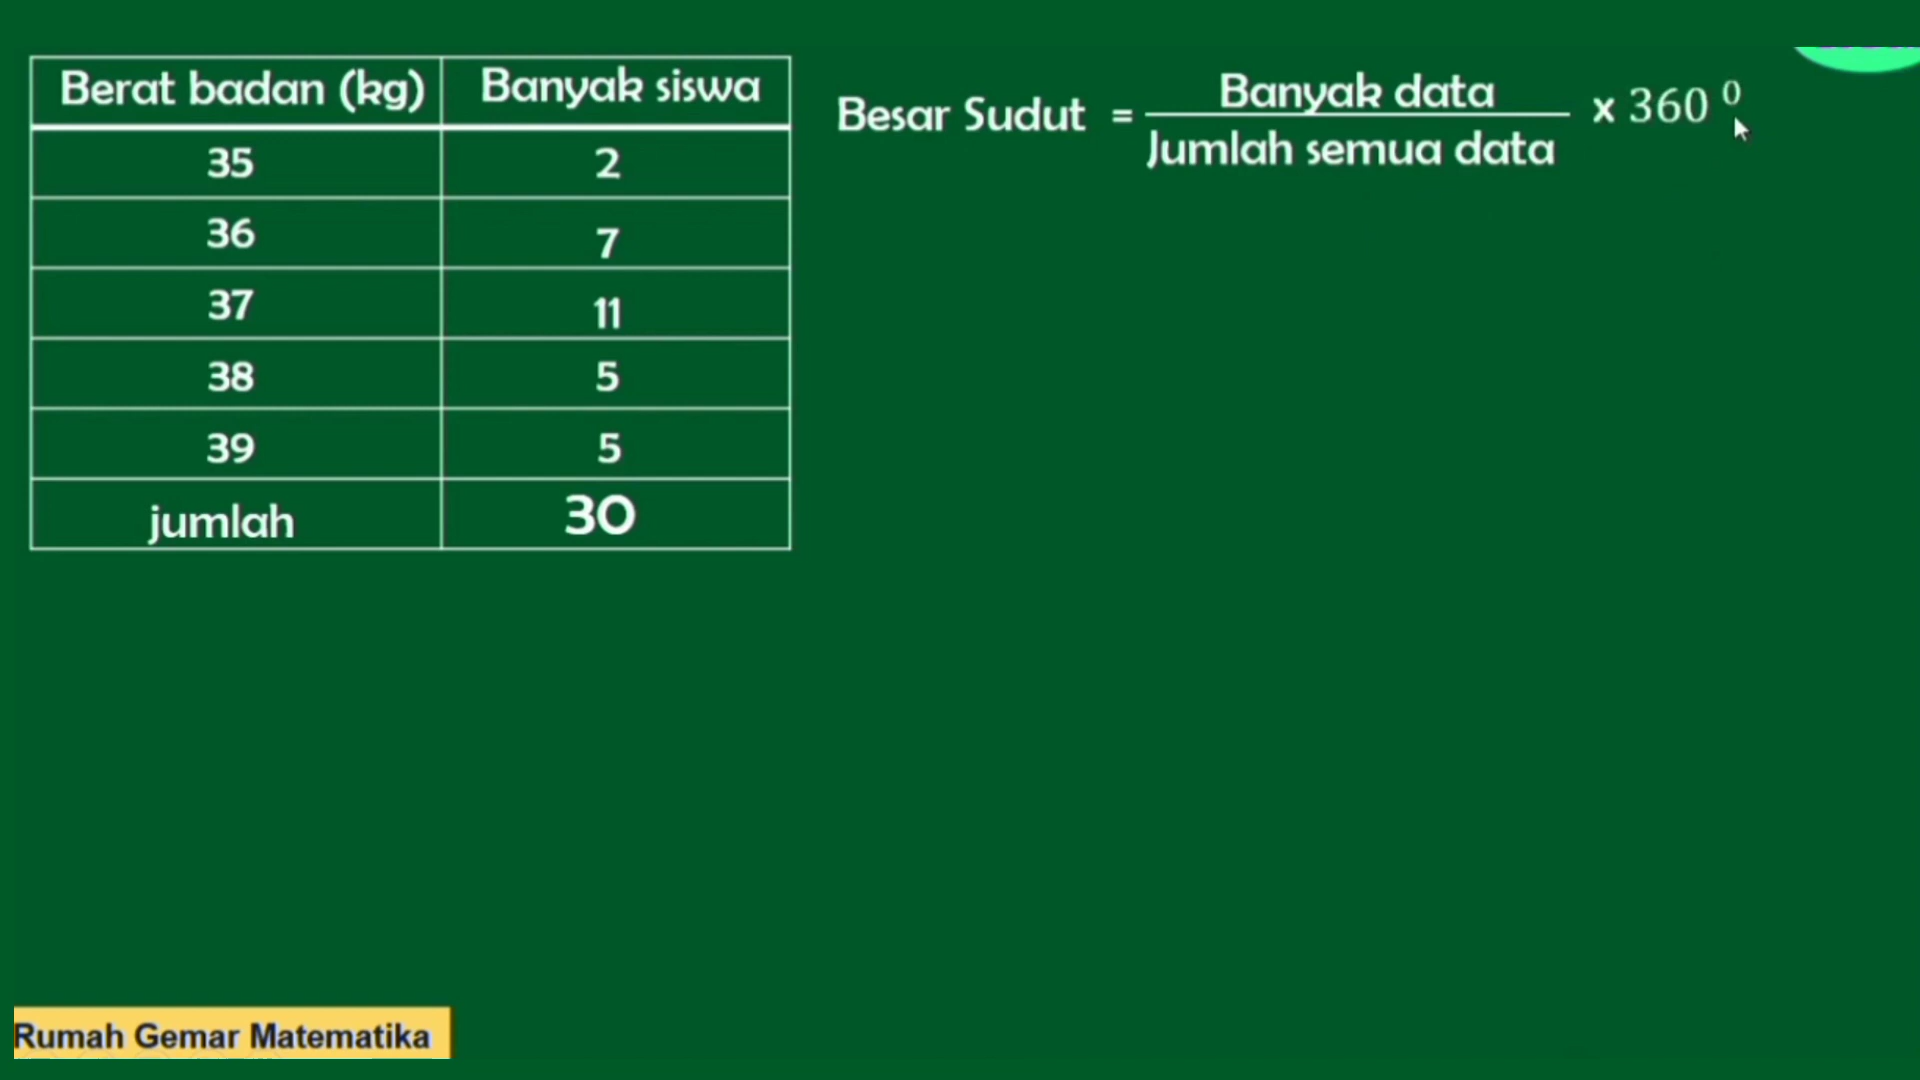 Berat badan (kg) Banyak siswa
35 2
36 7
37 11
38 5
39 5
jumlah 30
Besar Sudut = Banyak data x 360 0
Jumlah semua data
Rumah Gemar Matematika